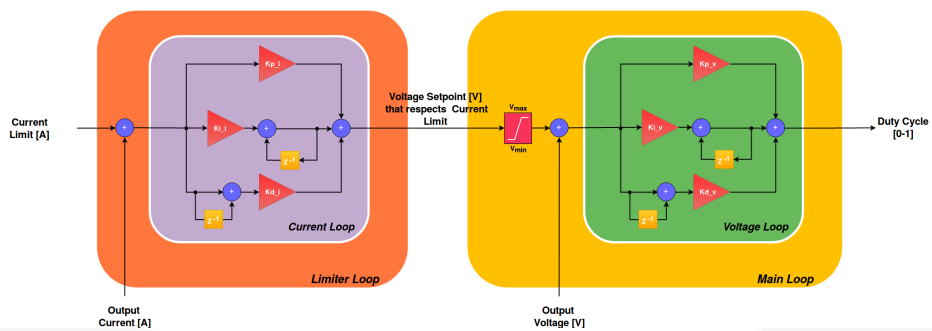 Current
Limit [A]
Kp_i
Ki_i
Kd_i
+
+
+
+
z⁻¹
z⁻¹
Current Loop
Limiter Loop
Output
Current [A]
Voltage Setpoint [V]
that respects Current
Limit
Vmax
Vmin
+
Kp_v
Ki_v
Kd_v
+
+
+
z⁻¹
z⁻¹
Voltage Loop
Main Loop
Output
Voltage [V]
Duty Cycle
[0-1]